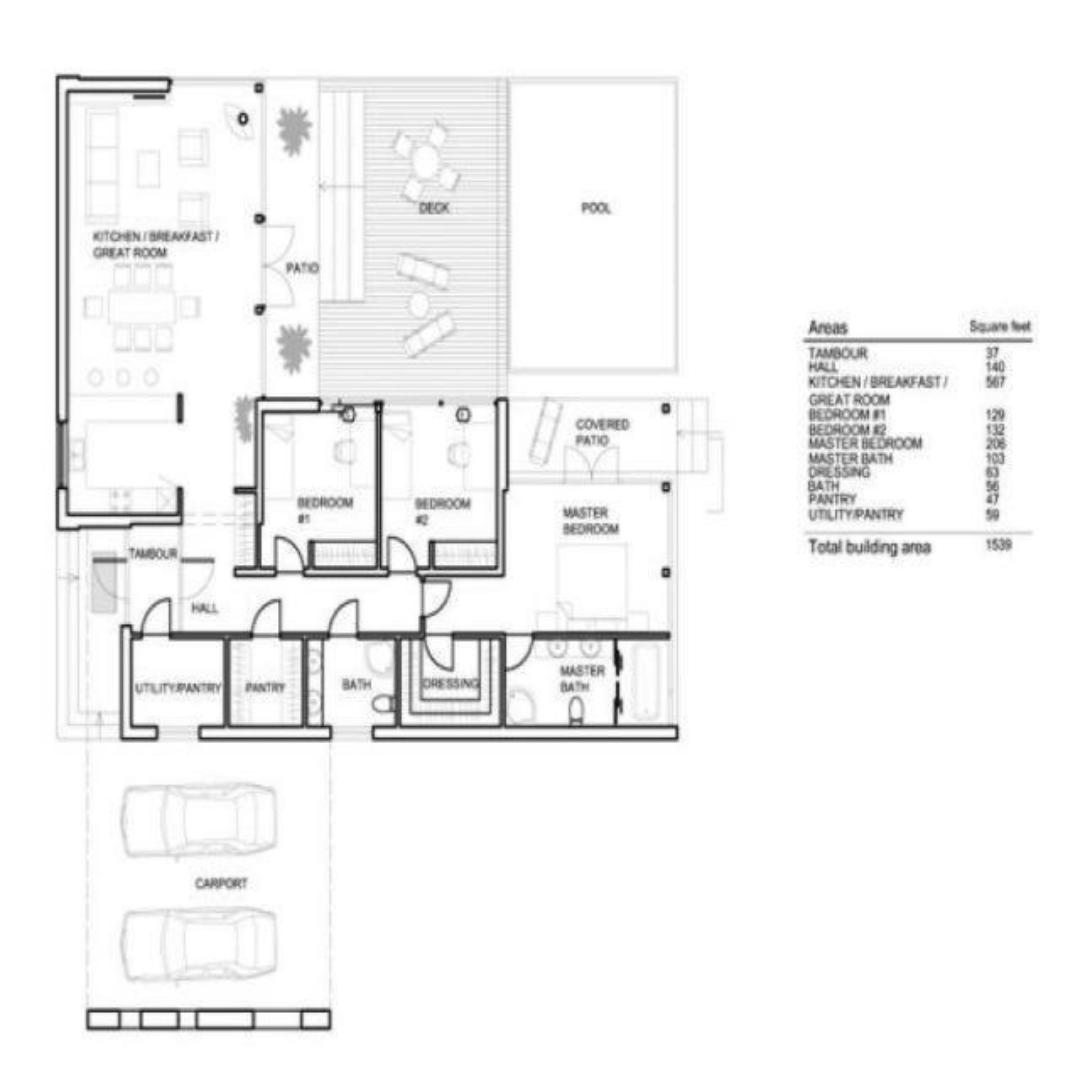 DECK
POOL
KITCHEN / BREAKFAST /
GREAT ROOM
PATIO
COVERED
PATIO
BEDROOM
#1
BEDROOM
#2
MASTER
BEDROOM
TAMBOUR
HALL
UTILITY/PANTRY
PANTRY
BATH
DRESSING
MASTER
BATH
CARPORT
Areas Square feet
TAMBOUR 37
HALL 140
KITCHEN / BREAKFAST / 567
GREAT ROOM
BEDROOM #1 129
BEDROOM #2 132
MASTER BEDROOM 206
MASTER BATH 103
DRESSING 63
BATH 56
PANTRY 47
UTILITY/PANTRY 59
Total building area 1539